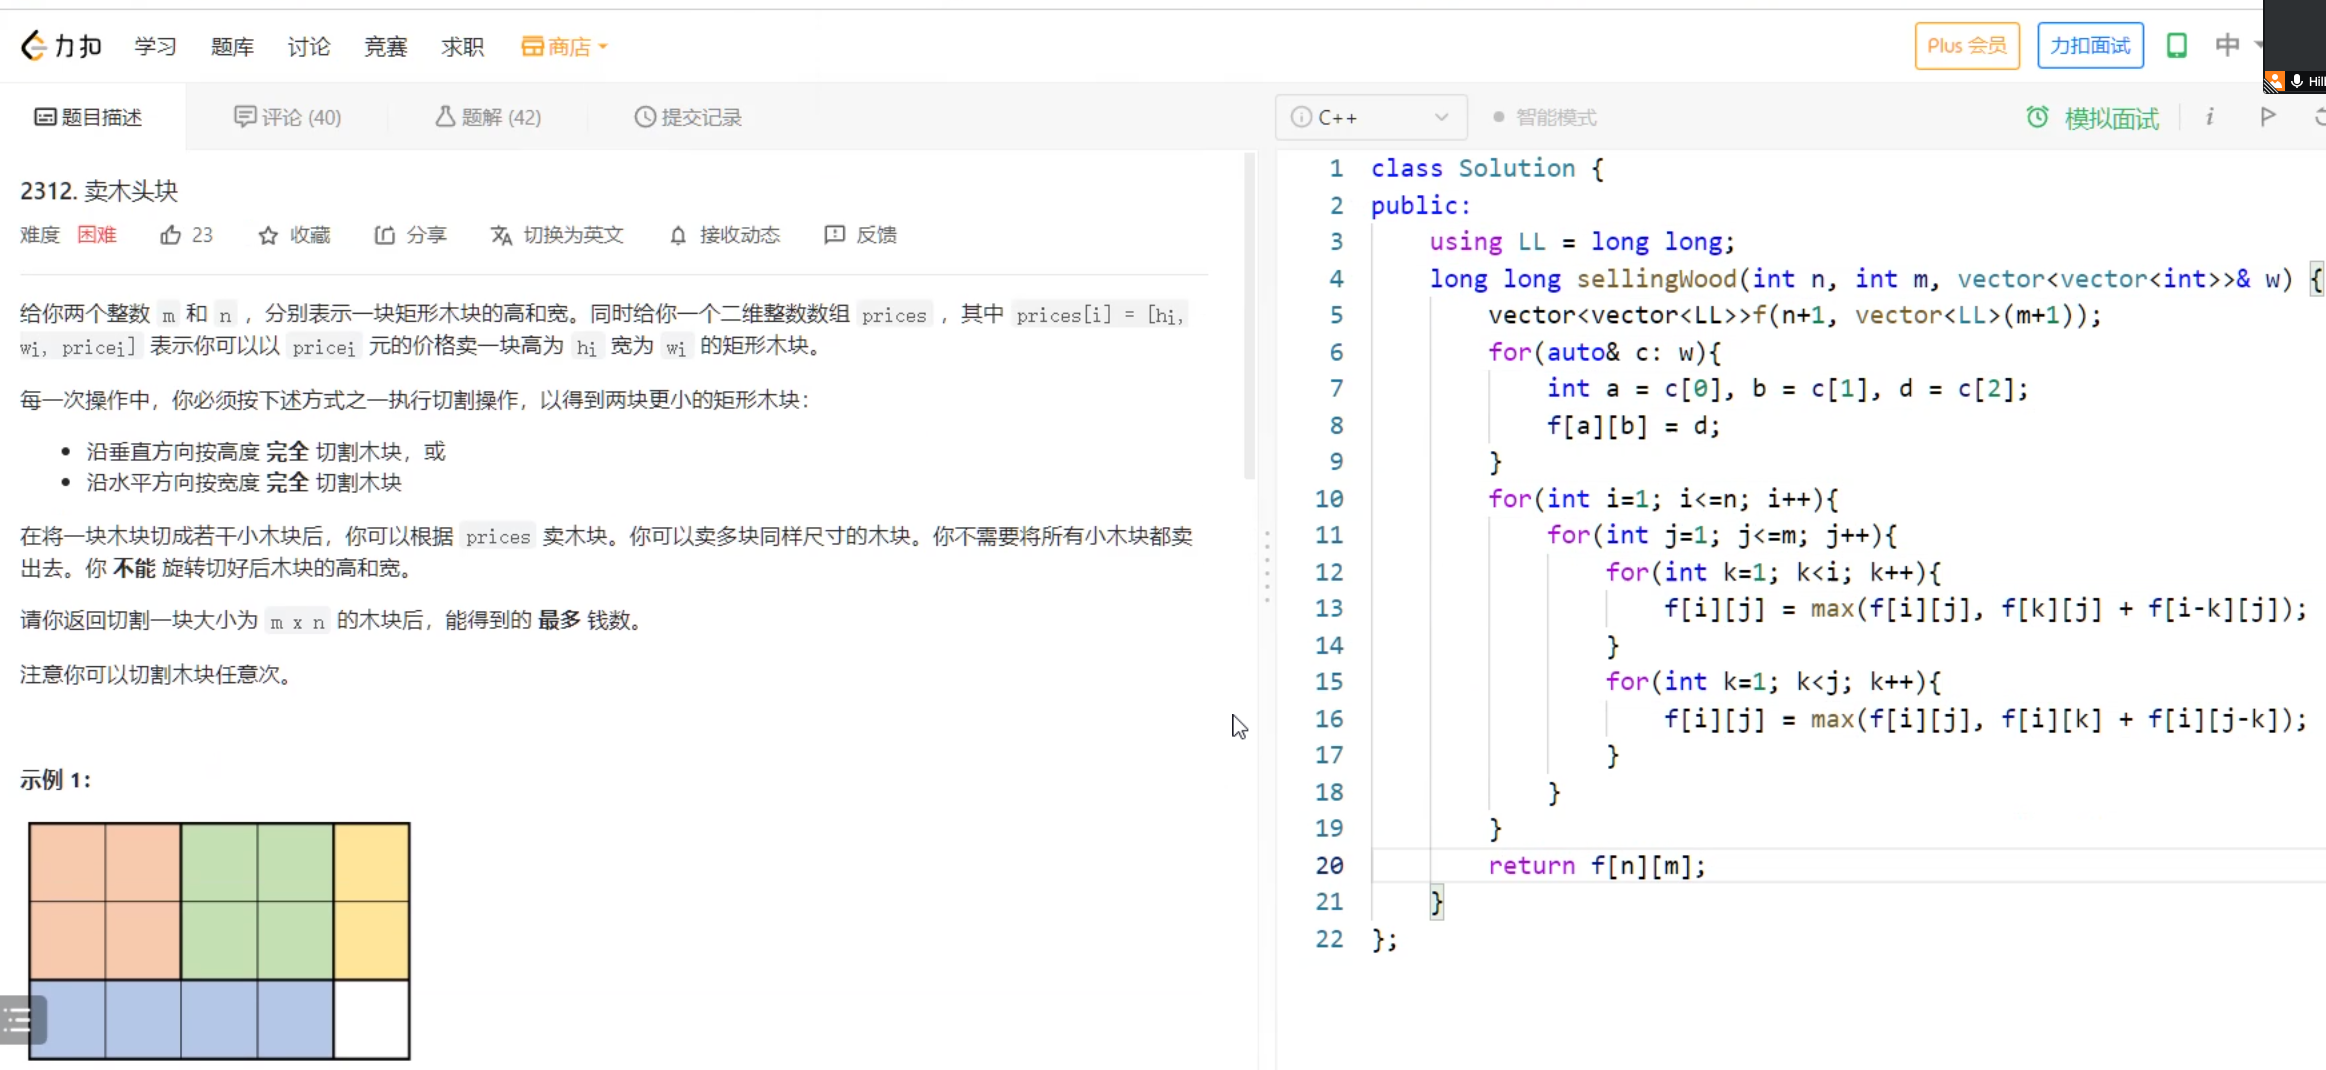 力扣 学习 题库 讨论 竞赛 求职 商店 Plus 会员 力扣面试 中
Hill
题目描述 评论 (40) 题解 (42) 提交记录
C++ 智能模式 模拟面试
2312. 卖木头块
难度 困难 23 收藏 分享 切换为英文 接收动态 反馈
给你两个整数 m 和 n ，分别表示一块矩形木块的高和宽。同时给你一个二维整数数组 prices ，其中 prices[i] = [hi,
wi, pricei] 表示你可以以 pricei 元的价格卖一块高为 hi 宽为 wi 的矩形木块。
每一次操作中，你必须按下述方式之一执行切割操作，以得到两块更小的矩形木块：
• 沿垂直方向按高度 完全 切割木块，或
• 沿水平方向按宽度 完全 切割木块
在将一块木块切成若干小木块后，你可以根据 prices 卖木块。你可以卖多块同样尺寸的木块。你不需要将所有小木块都卖
出去。你 不能 旋转切好后木块的高和宽。
请你返回切割一块大小为 m x n 的木块后，能得到的 最多 钱数。
注意你可以切割木块任意次。
示例 1：
1 class Solution {
2 public:
3     using LL = long long;
4     long long sellingWood(int n, int m, vector<vector<int>>& w) {
5         vector<vector<LL>>f(n+1, vector<LL>(m+1));
6         for(auto& c: w){
7             int a = c[0], b = c[1], d = c[2];
8             f[a][b] = d;
9         }
10         for(int i=1; i<=n; i++){
11             for(int j=1; j<=m; j++){
12                 for(int k=1; k<i; k++){
13                     f[i][j] = max(f[i][j], f[k][j] + f[i-k][j]);
14                 }
15                 for(int k=1; k<j; k++){
16                     f[i][j] = max(f[i][j], f[i][k] + f[i][j-k]);
17                 }
18             }
19         }
20         return f[n][m];
21     }
22 };